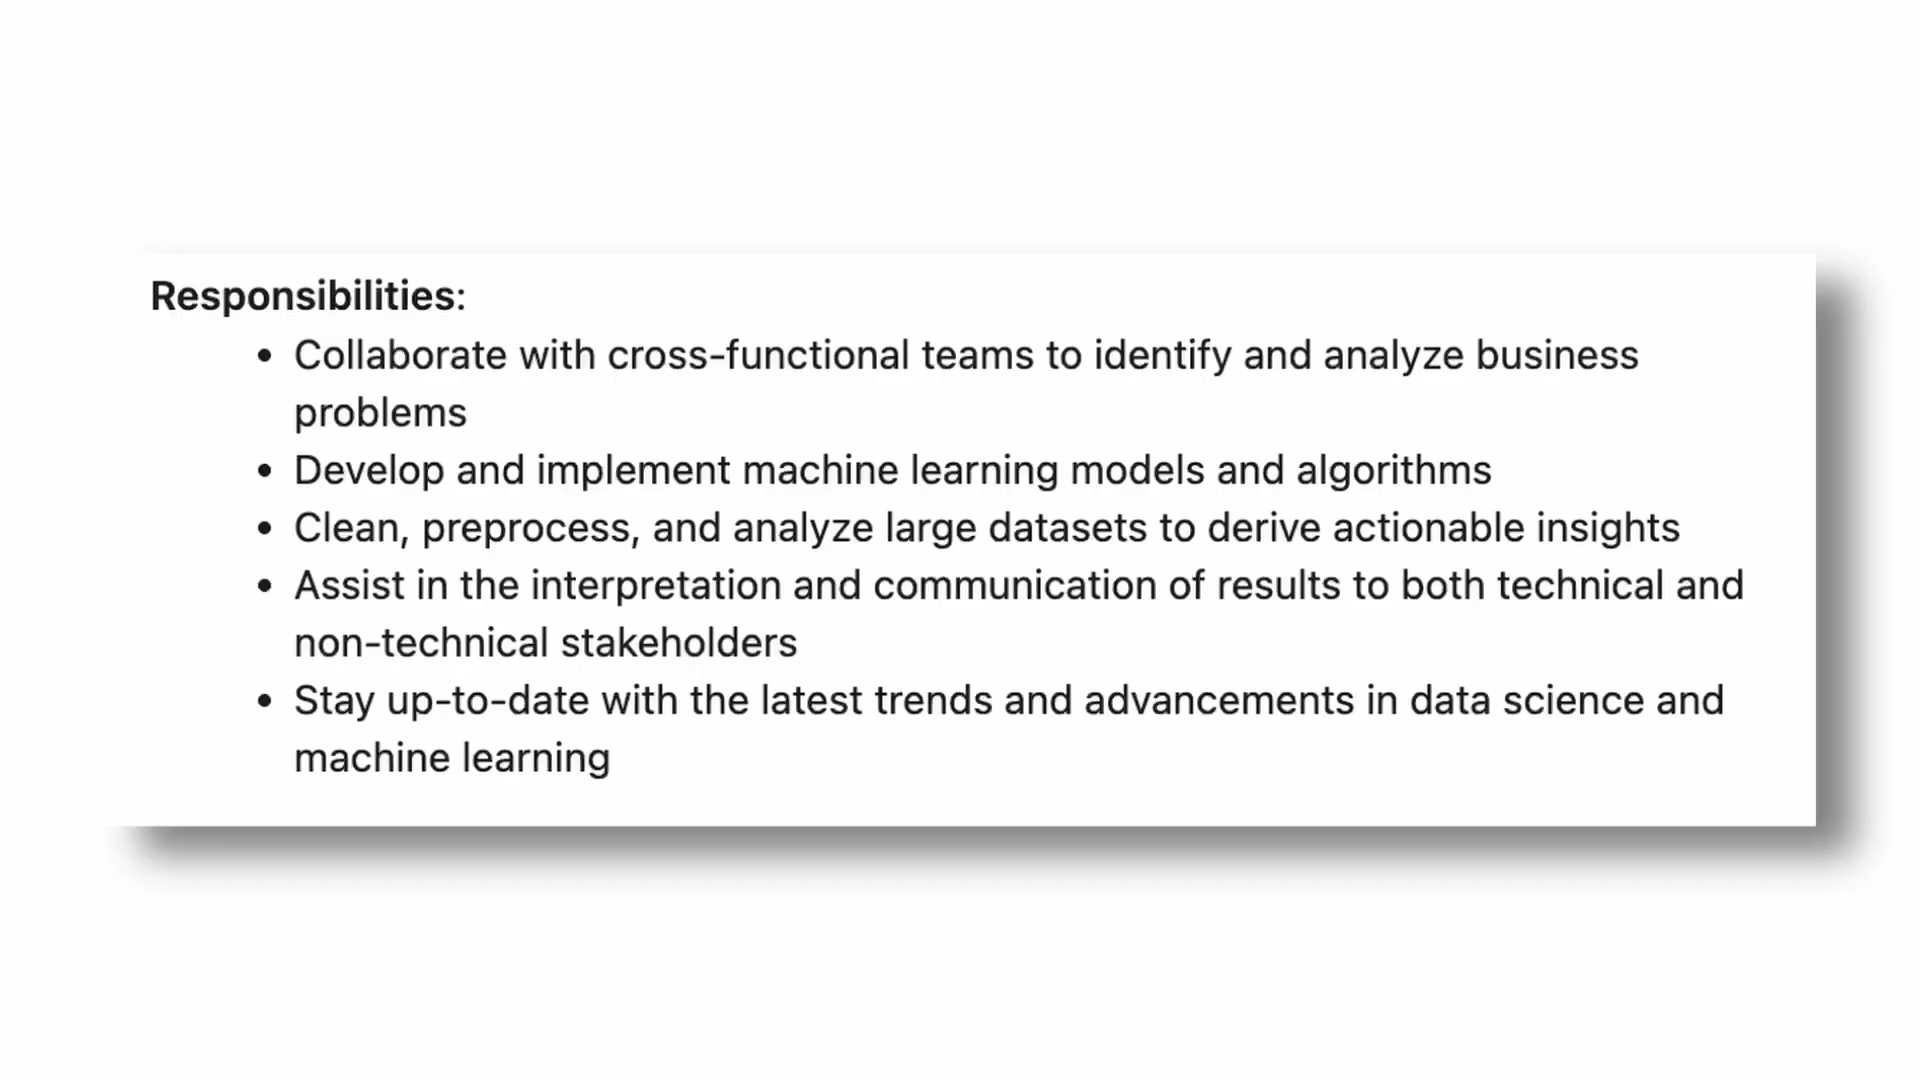 Responsibilities:
• Collaborate with cross-functional teams to identify and analyze business
problems
• Develop and implement machine learning models and algorithms
• Clean, preprocess, and analyze large datasets to derive actionable insights
• Assist in the interpretation and communication of results to both technical and
non-technical stakeholders
• Stay up-to-date with the latest trends and advancements in data science and
machine learning